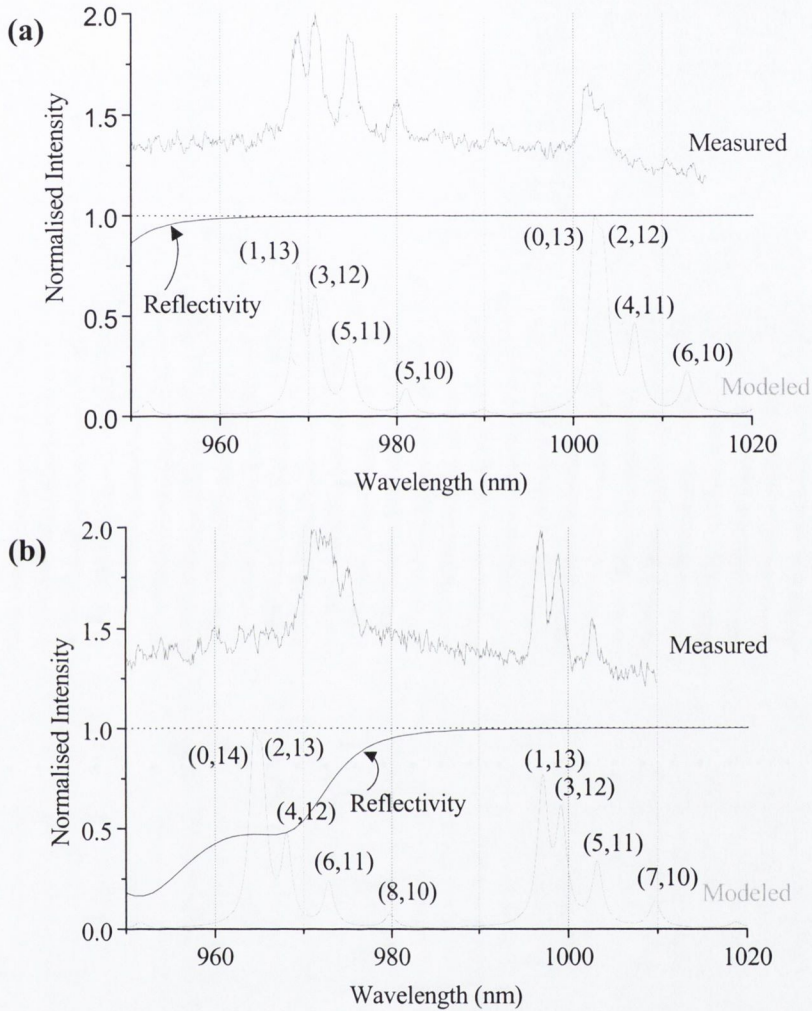 (a)
2.0
1.5
1.0
0.5
0.0
Normalised Intensity
Measured
(1,13)
(3,12)
(5,11)
(5,10)
(0,13)
(2,12)
(4,11)
(6,10)
Reflectivity
Modeled
960
980
1000
1020
Wavelength (nm)
(b)
2.0
1.5
1.0
0.5
0.0
Normalised Intensity
Measured
(0,14)
(2,13)
(4,12)
(6,11)
(8,10)
(1,13)
(3,12)
(5,11)
(7,10)
Reflectivity
Modeled
960
980
1000
1020
Wavelength (nm)